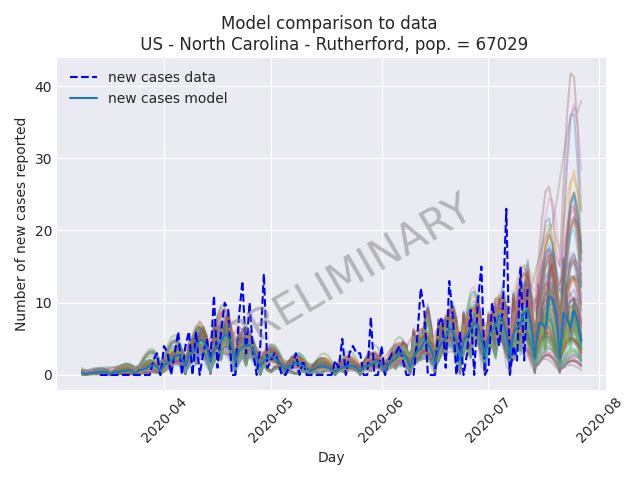 Model comparison to data
US - North Carolina - Rutherford, pop. = 67029
new cases data
new cases model
PRELIMINARY
Number of new cases reported
40
30
20
10
0
2020-04
2020-05
2020-06
2020-07
2020-08
Day